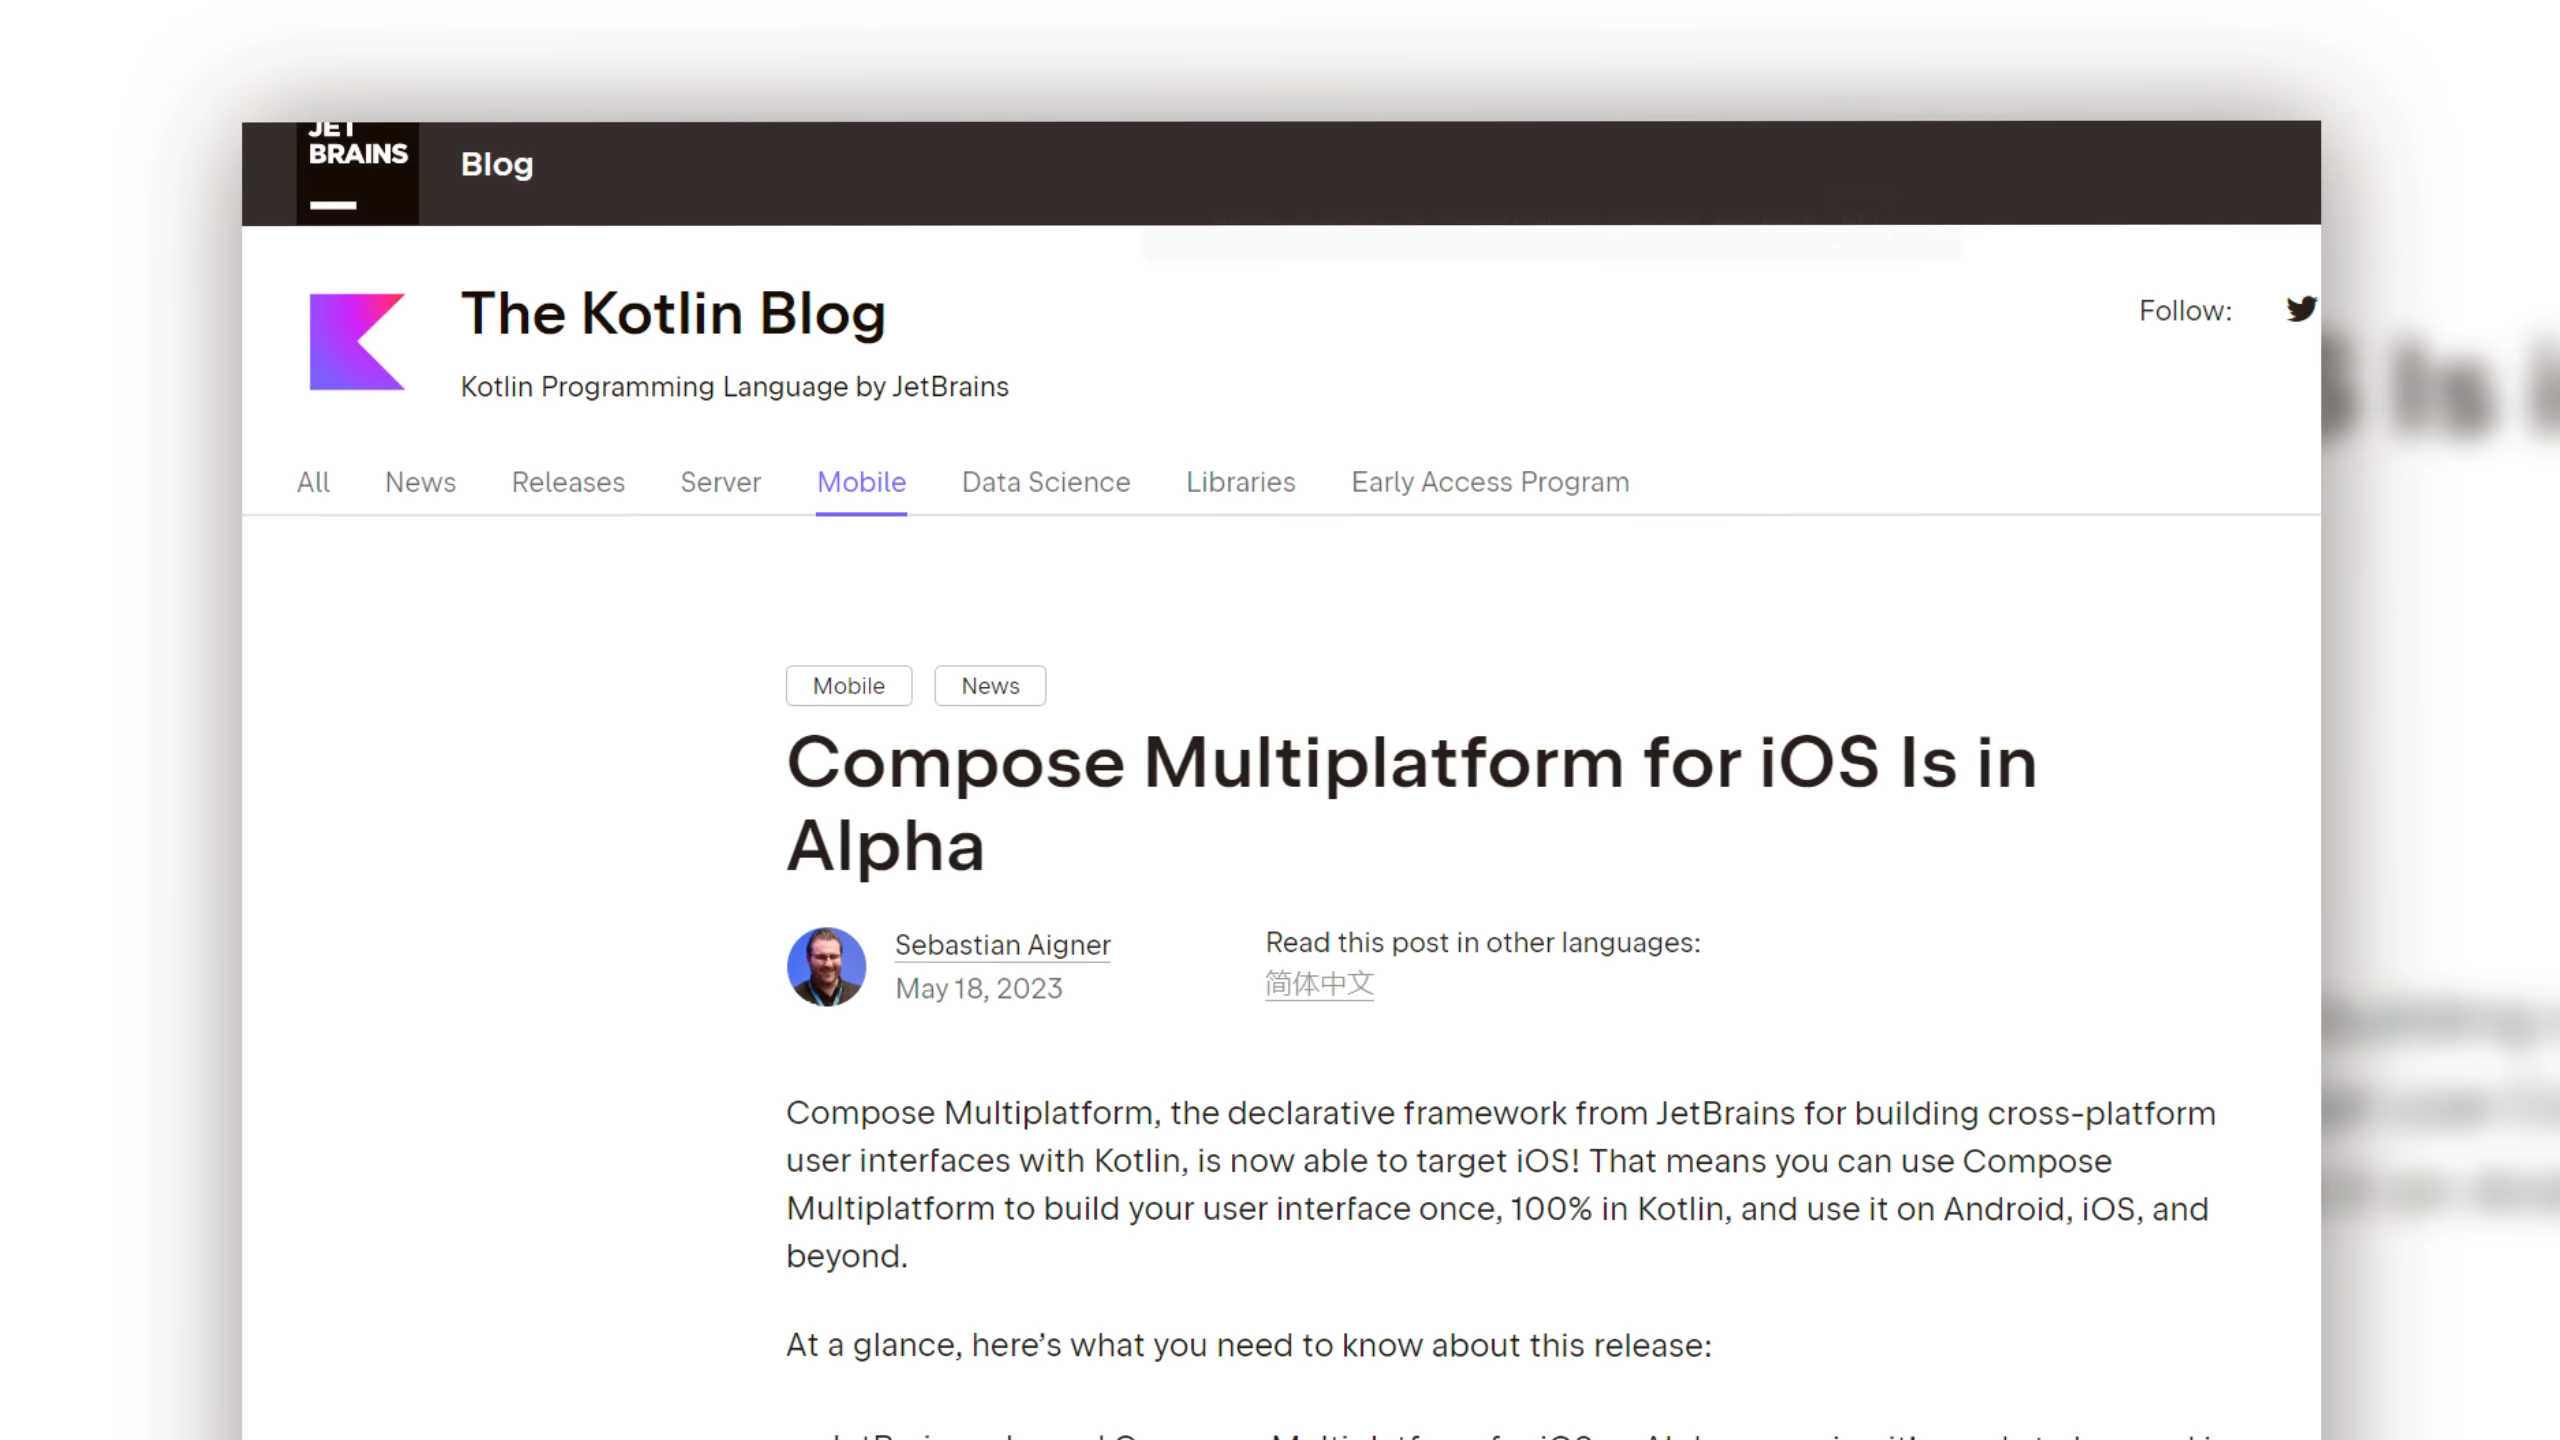 JET
BRAINS
Blog
The Kotlin Blog
Follow:
Kotlin Programming Language by JetBrains
All News Releases Server Mobile Data Science Libraries Early Access Program
Mobile News
Compose Multiplatform for iOS Is in
Alpha
Sebastian Aigner
May 18, 2023
Read this post in other languages:
简体中文
Compose Multiplatform, the declarative framework from JetBrains for building cross-platform
user interfaces with Kotlin, is now able to target iOS! That means you can use Compose
Multiplatform to build your user interface once, 100% in Kotlin, and use it on Android, iOS, and
beyond.
At a glance, here’s what you need to know about this release: